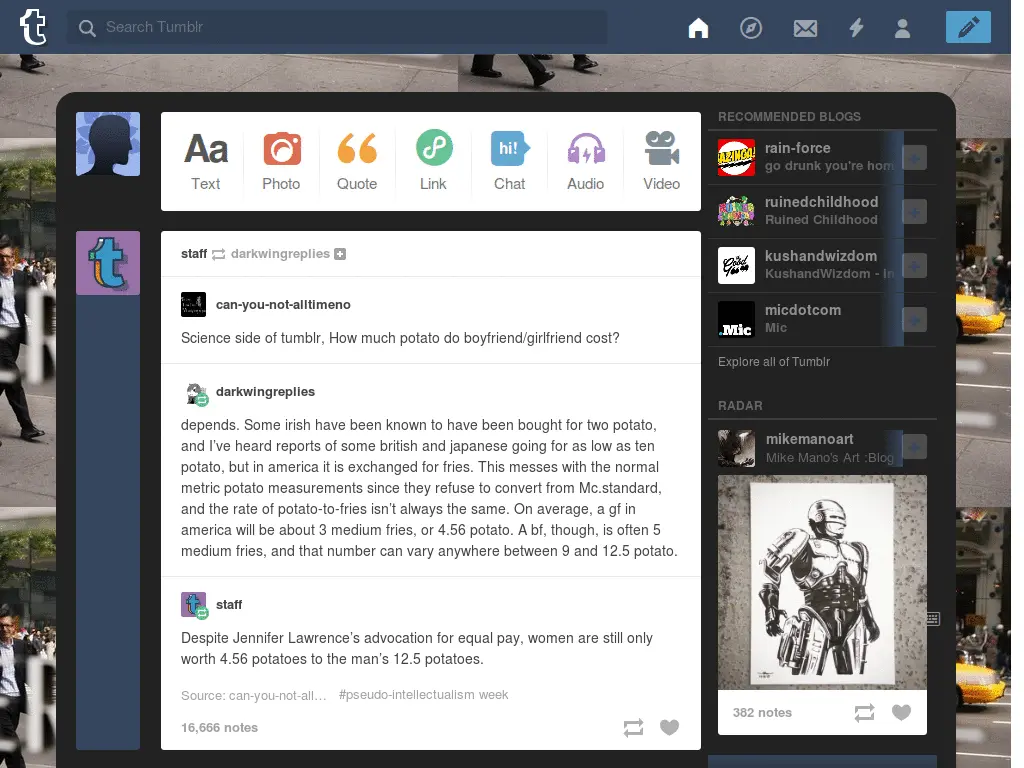 Search Tumblr
Aa
hi!
Text
Photo
Quote
Link
Chat
Audio
Video
staff darkwingreplies
can-you-not-alltimeno
Science side of tumblr, How much potato do boyfriend/girlfriend cost?
darkwingreplies
depends. Some irish have been known to have been bought for two potato,
and I've heard reports of some british and japanese going for as low as ten
potato, but in america it is exchanged for fries. This messes with the normal
metric potato measurements since they refuse to convert from Mc.standard,
and the rate of potato-to-fries isn't always the same. On average, a gf in
america will be about 3 medium fries, or 4.56 potato. A bf, though, is often 5
medium fries, and that number can vary anywhere between 9 and 12.5 potato.
staff
Despite Jennifer Lawrence's advocation for equal pay, women are still only
worth 4.56 potatoes to the man's 12.5 potatoes.
Source: can-you-not-all… #pseudo-intellectualism week
16,666 notes
RECOMMENDED BLOGS
BAZINGA!
rain-force
go drunk you're hom
ruinedchildhood
Ruined Childhood
kushandwizdom
KushandWizdom - In
.Mic
micdotcom
Mic
Explore all of Tumblr
RADAR
mikemanoart
Mike Mano's Art :Blog
382 notes